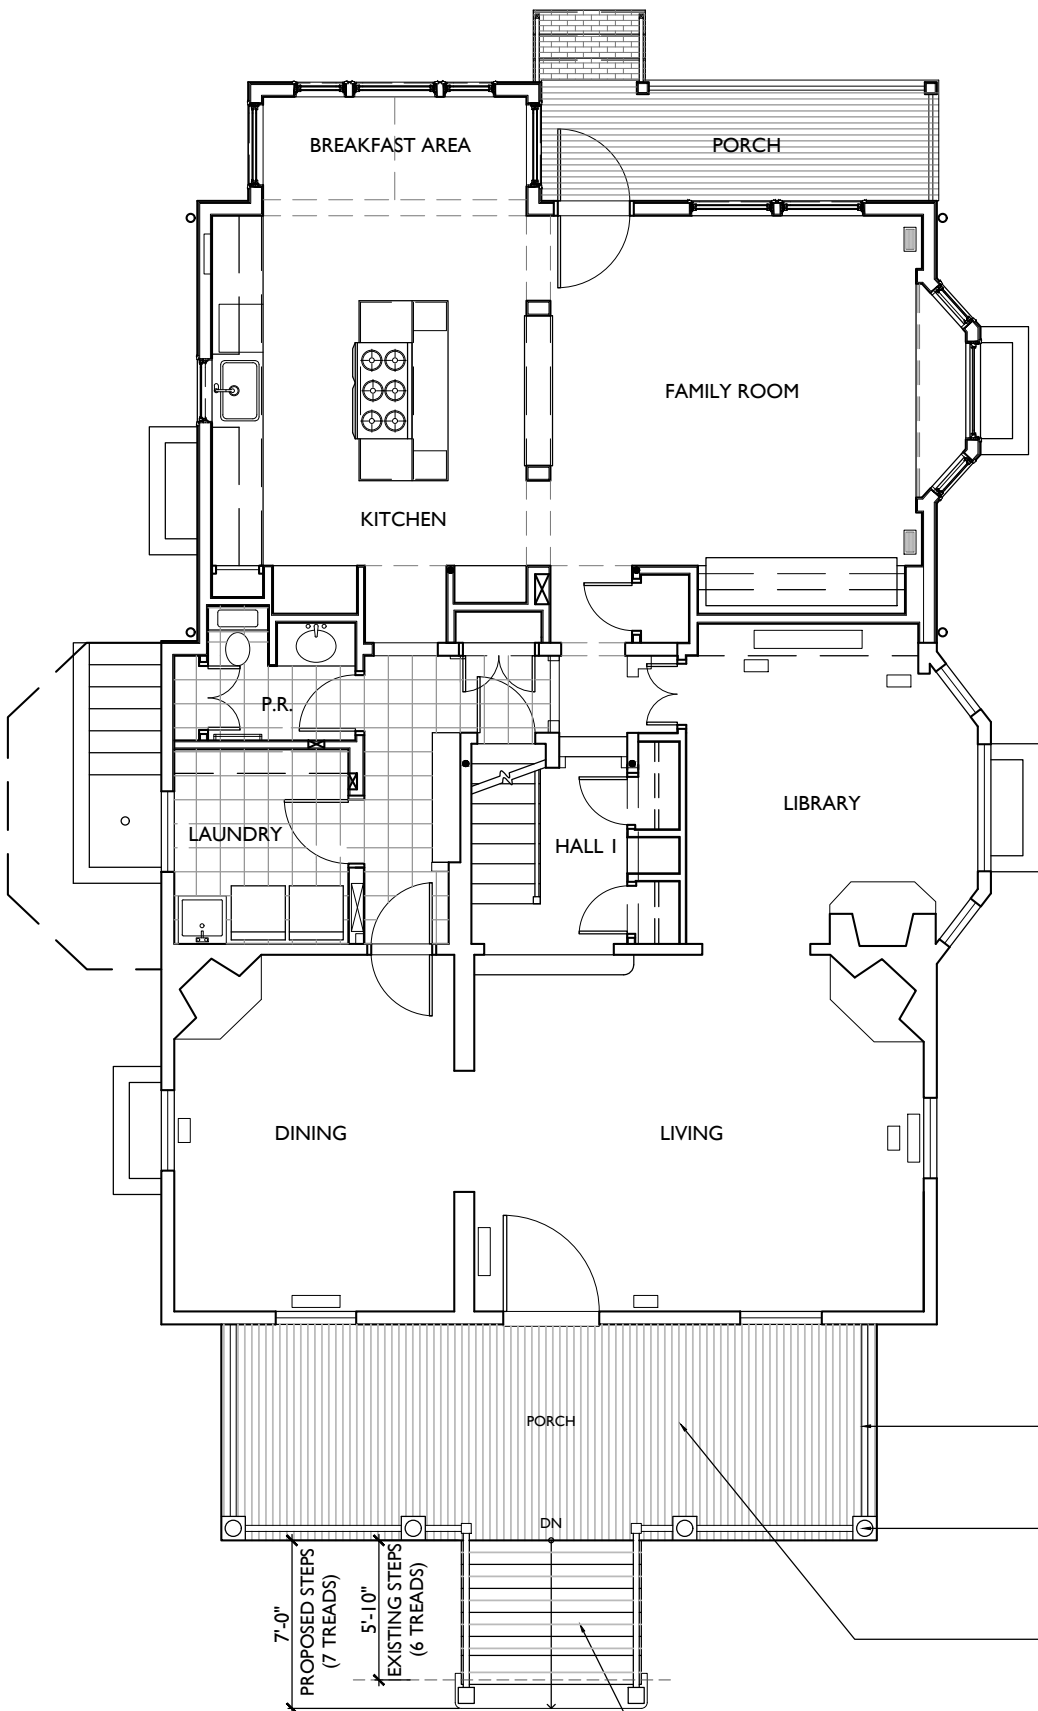 BREAKFAST AREA
PORCH
FAMILY ROOM
KITCHEN
P.R.
LIBRARY
LAUNDRY
HALL 1
DINING
LIVING
PORCH
DN
7'-0"
PROPOSED STEPS
(7 TREADS)
5'-10"
EXISTING STEPS
(6 TREADS)